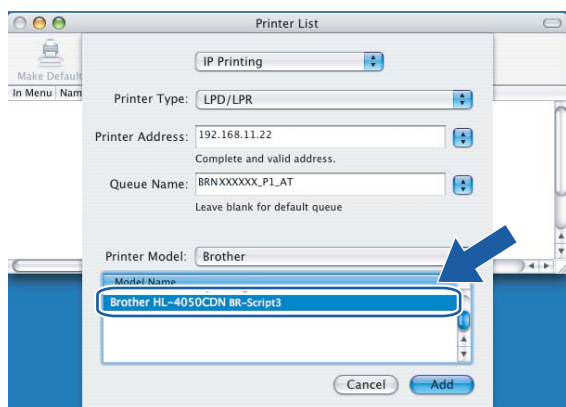 Printer List
IP Printing
Make Default
In Menu Nam
Printer Type: LPD/LPR
Printer Address: 192.168.11.22
Complete and valid address.
Queue Name: BRNXXXXXX_P1_AT
Leave blank for default queue
Printer Model: Brother
Model Name
Brother HL-4050CDN BR-Script3
Cancel Add